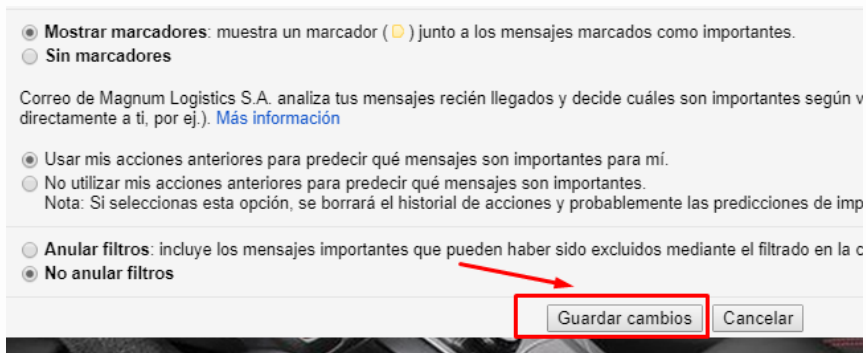 Mostrar marcadores: muestra un marcador ( ) junto a los mensajes marcados como importantes.
Sin marcadores
Correo de Magnum Logistics S.A. analiza tus mensajes recién llegados y decide cuáles son importantes según v
directamente a ti, por ej.). Más información
Usar mis acciones anteriores para predecir qué mensajes son importantes para mí.
No utilizar mis acciones anteriores para predecir qué mensajes son importantes.
Nota: Si seleccionas esta opción, se borrará el historial de acciones y probablemente las predicciones de imp
Anular filtros: incluye los mensajes importantes que pueden haber sido excluidos mediante el filtrado en la c
No anular filtros
Guardar cambios Cancelar